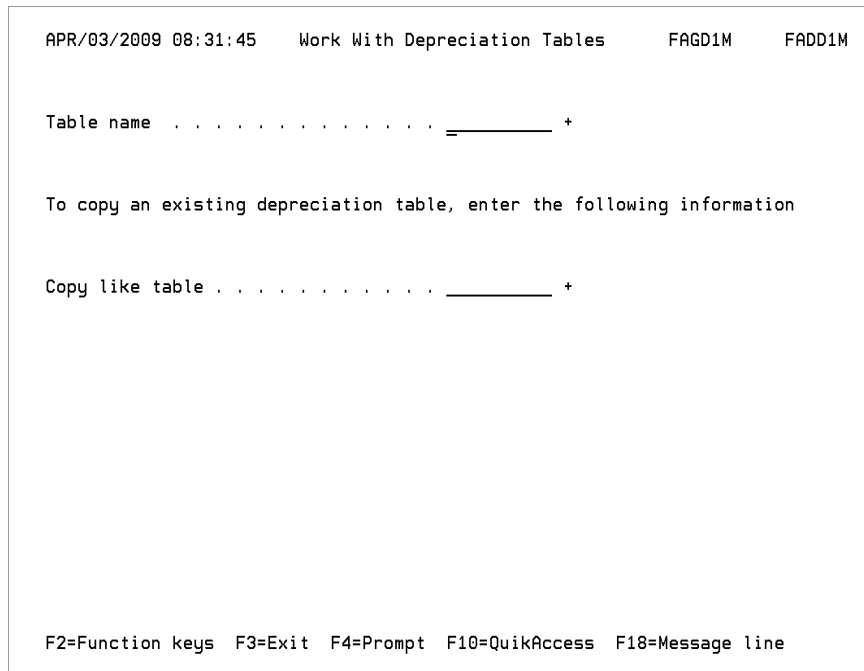 APR/03/2009 08:31:45 Work With Depreciation Tables FAGD1M FADD1M
Table name . . . . . . . . . . . . . __________ +
To copy an existing depreciation table, enter the following information
Copy like table . . . . . . . . . . . __________ +
F2=Function keys F3=Exit F4=Prompt F10=QuikAccess F18=Message line